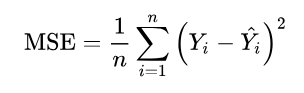 MSE = \frac{1}{n} \sum_{i=1}^{n} \left( Y_i - \hat{Y}_i \right)^2